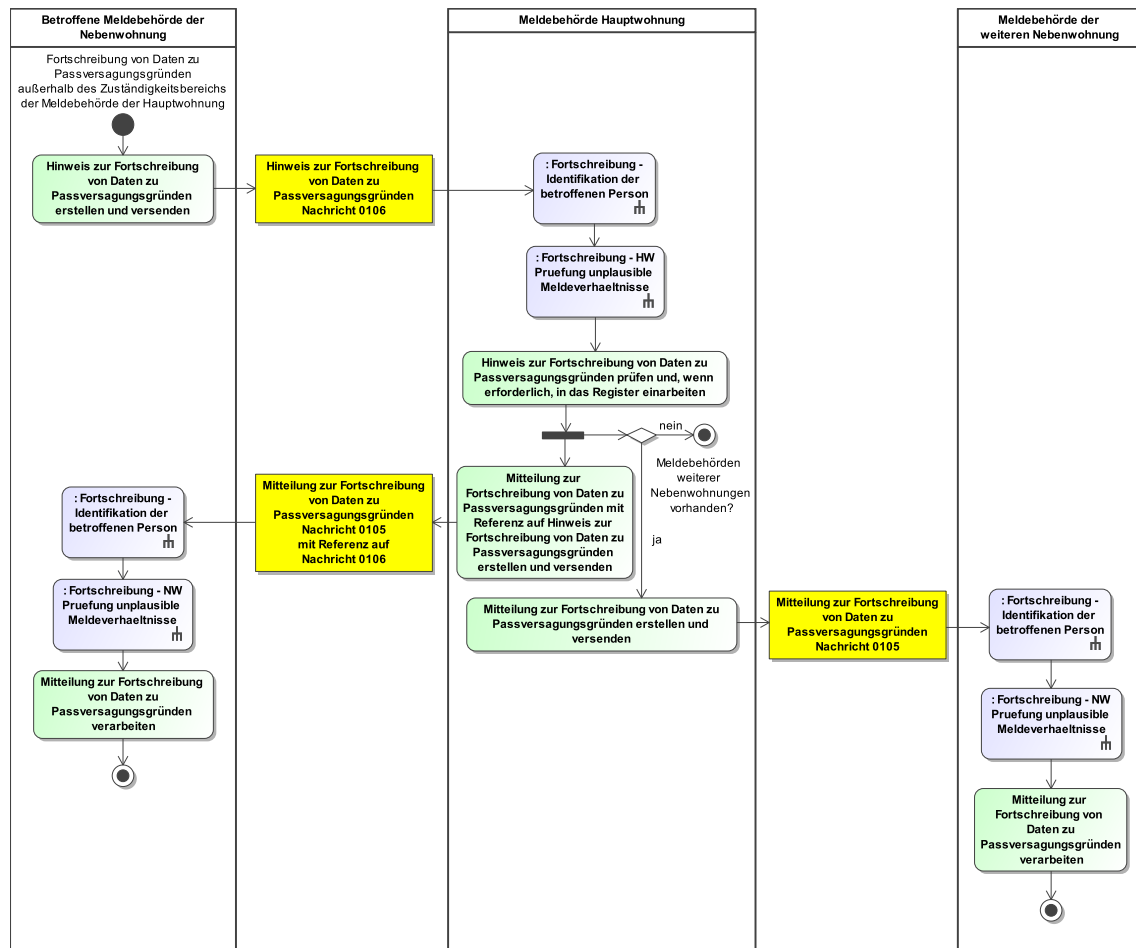 Betroffene Meldebehörde der
Nebenwohnung
Meldebehörde Hauptwohnung
Meldebehörde der
weiteren Nebenwohnung
Fortschreibung von Daten zu
Passversagungsgründen
außerhalb des Zuständigkeitsbereichs
der Meldebehörde der Hauptwohnung
Hinweis zur Fortschreibung
von Daten zu
Passversagungsgründen
erstellen und versenden
Hinweis zur Fortschreibung
von Daten zu
Passversagungsgründen
Nachricht 0106
: Fortschreibung -
Identifikation der
betroffenen Person
: Fortschreibung - HW
Pruefung unplausible
Meldeverhaeltnisse
Hinweis zur Fortschreibung von Daten zu
Passversagungsgründen prüfen und, wenn
erforderlich, in das Register einarbeiten
nein
Meldebehörden
weiterer
Nebenwohnungen
vorhanden?
ja
Mitteilung zur
Fortschreibung von Daten zu
Passversagungsgründen mit
Referenz auf Hinweis zur
Fortschreibung von Daten zu
Passversagungsgründen
erstellen und versenden
Mitteilung zur Fortschreibung
von Daten zu
Passversagungsgründen
Nachricht 0105
mit Referenz auf
Nachricht 0106
: Fortschreibung -
Identifikation der
betroffenen Person
: Fortschreibung - NW
Pruefung unplausible
Meldeverhaeltnisse
Mitteilung zur Fortschreibung
von Daten zu
Passversagungsgründen
verarbeiten
Mitteilung zur Fortschreibung von Daten zu
Passversagungsgründen erstellen und
versenden
Mitteilung zur Fortschreibung
von Daten zu
Passversagungsgründen
Nachricht 0105
: Fortschreibung -
Identifikation der
betroffenen Person
: Fortschreibung - NW
Pruefung unplausible
Meldeverhaeltnisse
Mitteilung zur
Fortschreibung von
Daten zu
Passversagungsgründen
verarbeiten